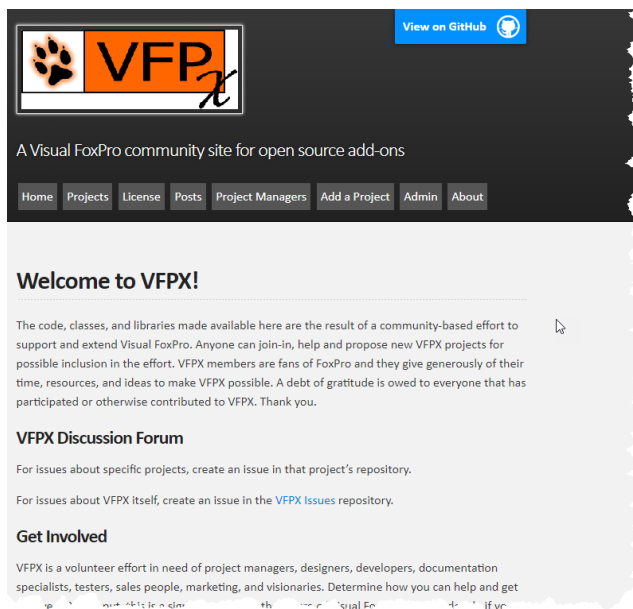 View on GitHub
VFPx
A Visual FoxPro community site for open source add-ons
Home Projects License Posts Project Managers Add a Project Admin About
Welcome to VFPX!
The code, classes, and libraries made available here are the result of a community-based effort to
support and extend Visual FoxPro. Anyone can join-in, help and propose new VFPX projects for
possible inclusion in the effort. VFPX members are fans of FoxPro and they give generously of their
time, resources, and ideas to make VFPX possible. A debt of gratitude is owed to everyone that has
participated or otherwise contributed to VFPX. Thank you.
VFPX Discussion Forum
For issues about specific projects, create an issue in that project's repository.
For issues about VFPX itself, create an issue in the VFPX Issues repository.
Get Involved
VFPX is a volunteer effort in need of project managers, designers, developers, documentation
specialists, testers, sales people, marketing, and visionaries. Determine how you can help and get